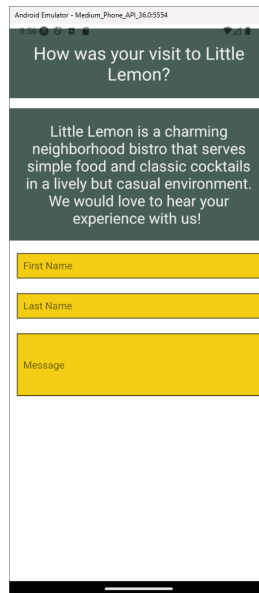 Android Emulator - Medium_Phone_API_36.0:5554
8:56
How was your visit to Little
Lemon?
Little Lemon is a charming
neighborhood bistro that serves
simple food and classic cocktails
in a lively but casual environment.
We would love to hear your
experience with us!
First Name
Last Name
Message